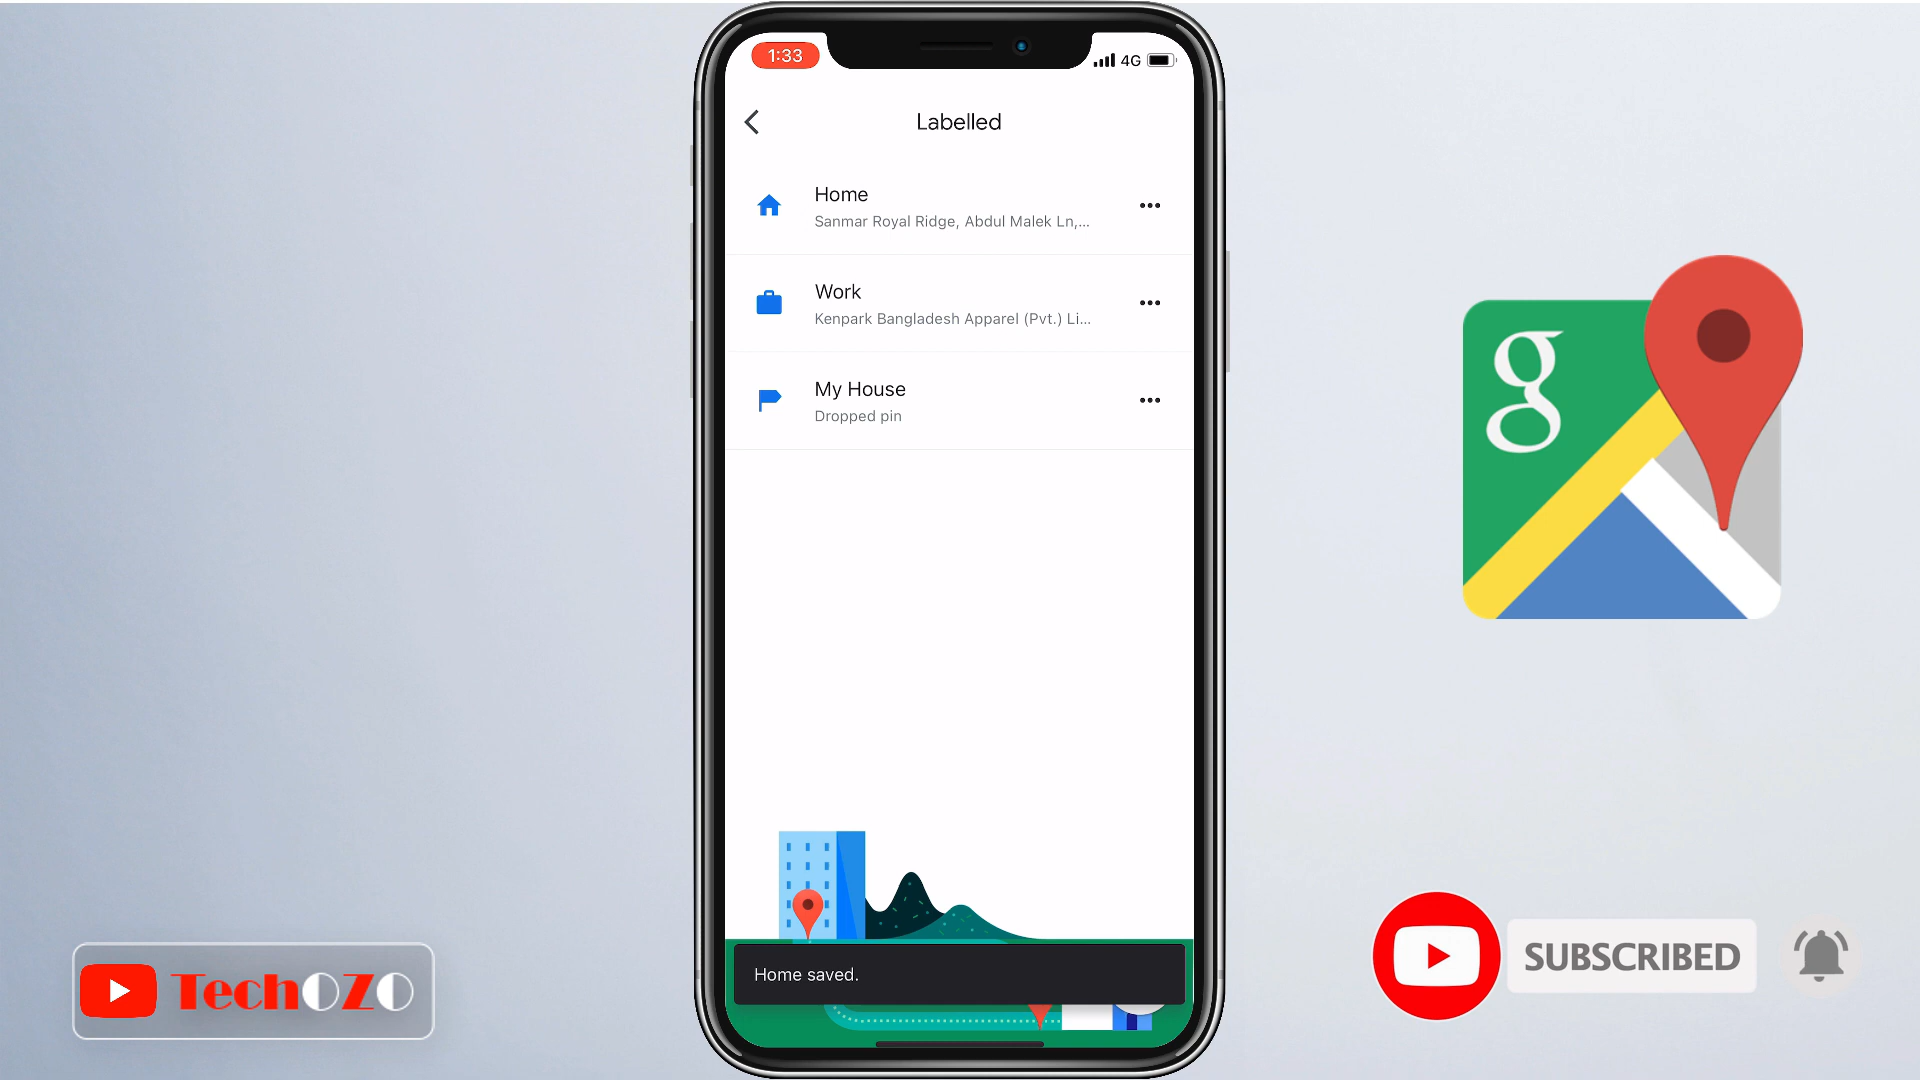 1:33
4G
Labelled
Home
Sanmar Royal Ridge, Abdul Malek Ln,...
Work
Kenpark Bangladesh Apparel (Pvt.) Li...
My House
Dropped pin
Home saved.
g
TechOZO
SUBSCRIBED